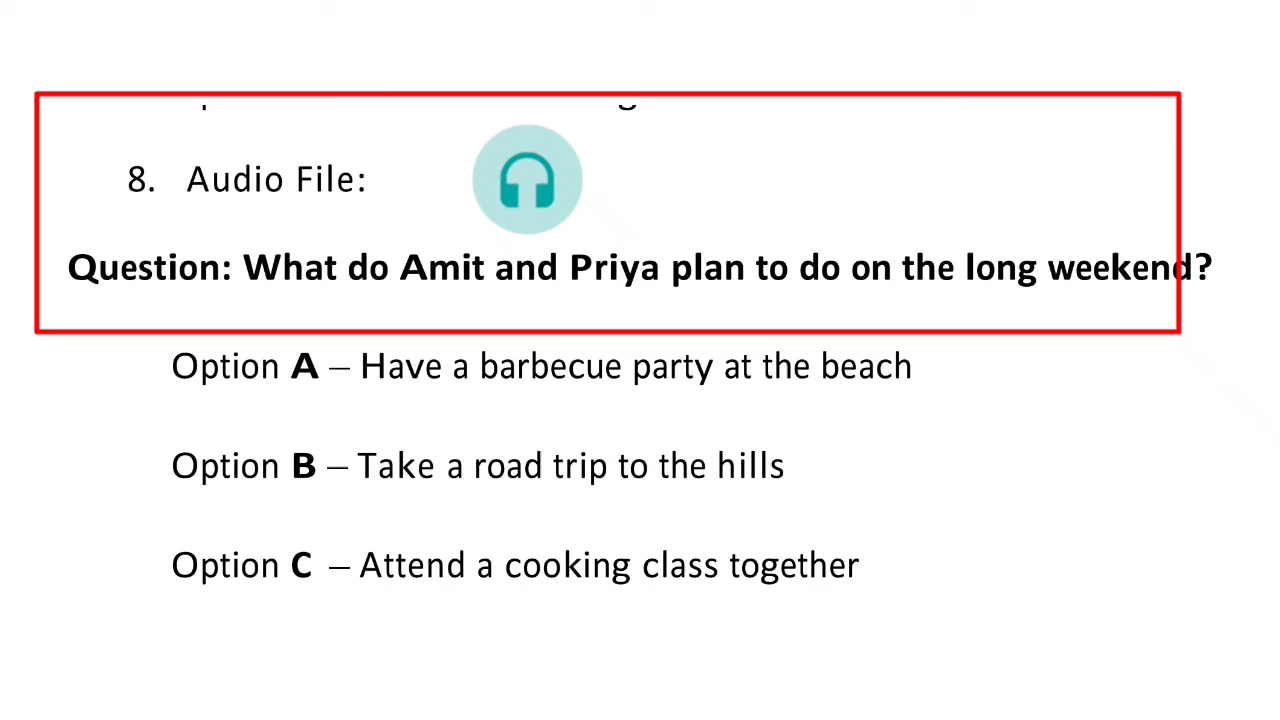 8. Audio File:
Question: What do Amit and Priya plan to do on the long weekend?
Option A – Have a barbecue party at the beach
Option B – Take a road trip to the hills
Option C – Attend a cooking class together